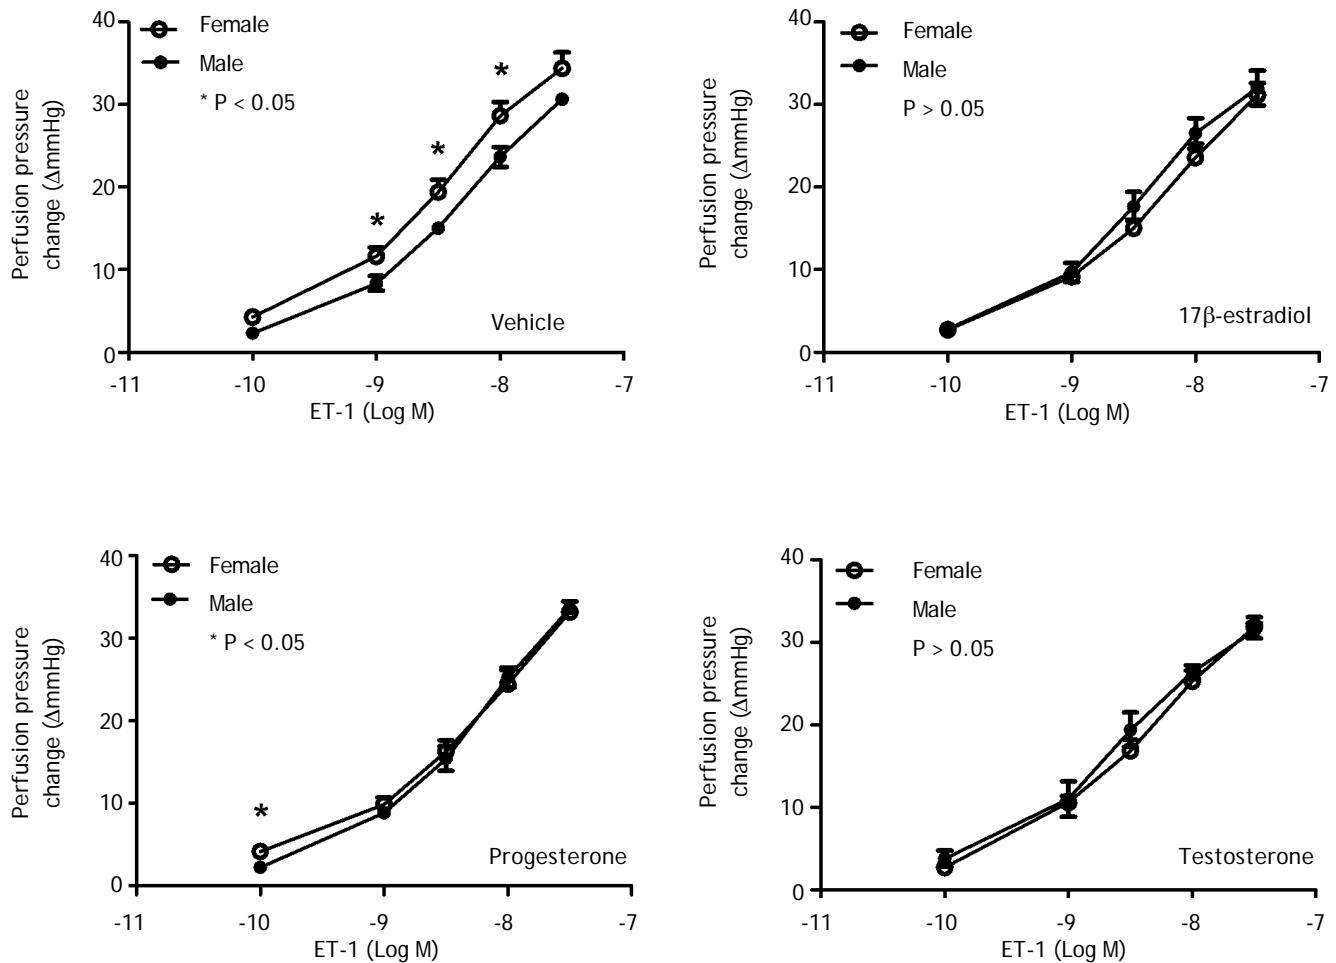 40
30
20
10
0
Perfusion pressure
change (ΔmmHg)
Female
Male
* P < 0.05
*
*
*
Vehicle
-11
-10
-9
-8
-7
ET-1 (Log M)
40
30
20
10
0
Perfusion pressure
change (ΔmmHg)
Female
Male
P > 0.05
17β-estradiol
-11
-10
-9
-8
-7
ET-1 (Log M)
40
30
20
10
0
Perfusion pressure
change (ΔmmHg)
Female
Male
* P < 0.05
*
Progesterone
-11
-10
-9
-8
-7
ET-1 (Log M)
40
30
20
10
0
Perfusion pressure
change (ΔmmHg)
Female
Male
P > 0.05
Testosterone
-11
-10
-9
-8
-7
ET-1 (Log M)